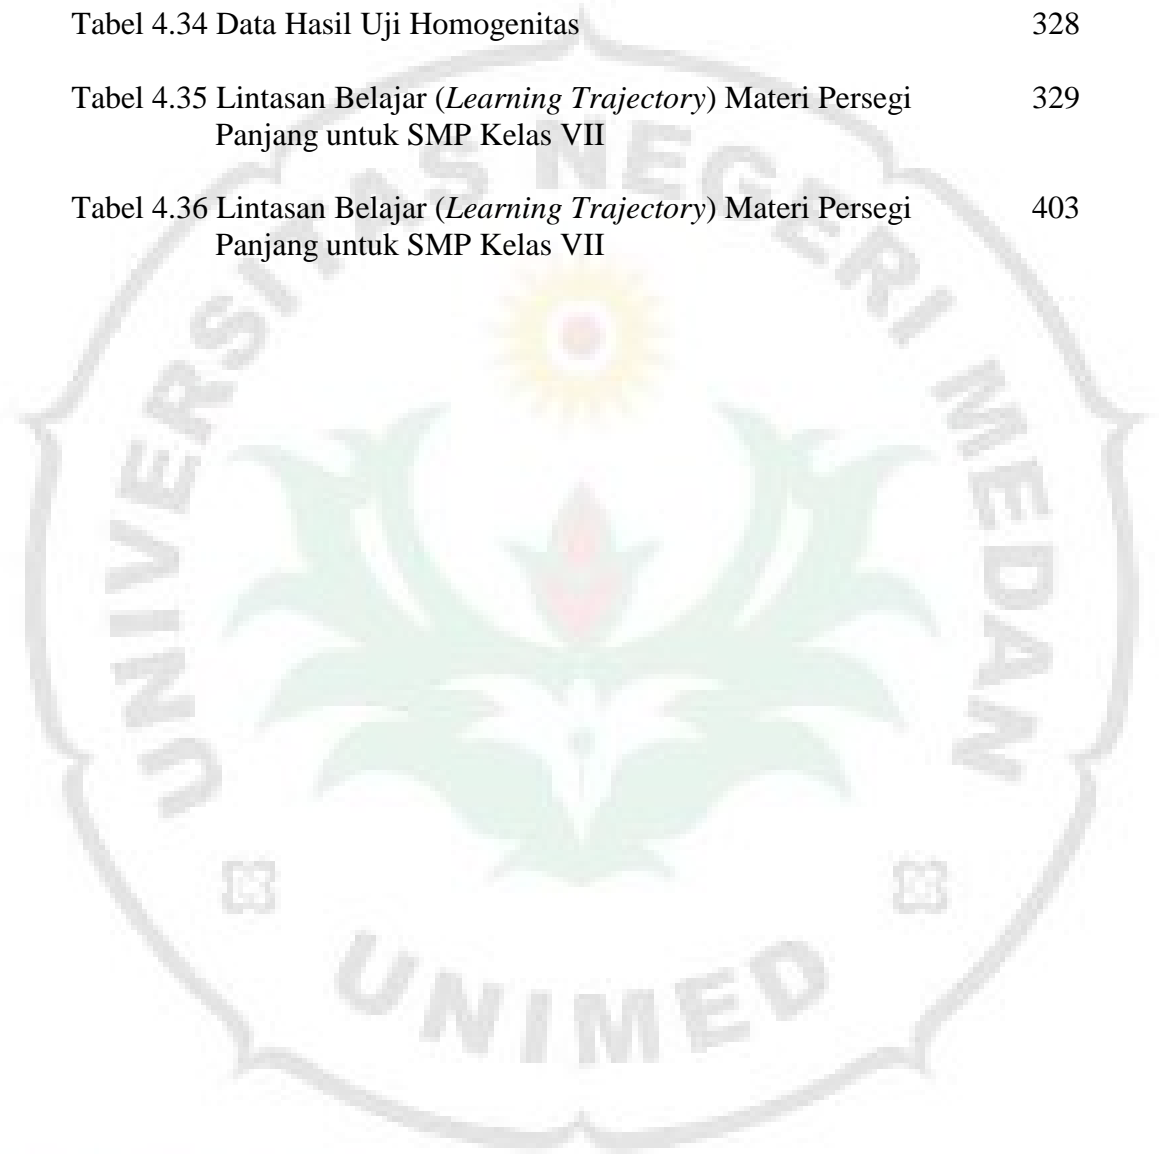 Tabel 4.34 Data Hasil Uji Homogenitas 328
Tabel 4.35 Lintasan Belajar (Learning Trajectory) Materi Persegi 329
Panjang untuk SMP Kelas VII
Tabel 4.36 Lintasan Belajar (Learning Trajectory) Materi Persegi 403
Panjang untuk SMP Kelas VII
UNIVERSITAS NEGERI MEDAN
UNIMED